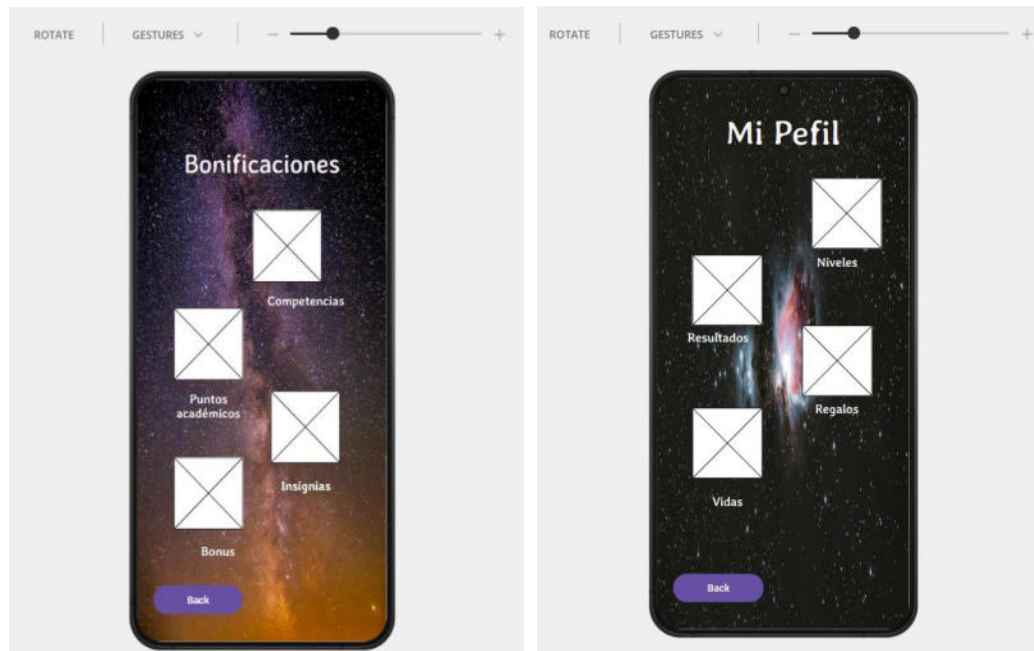 ROTATE
GESTURES
Bonificaciones
Competencias
Puntos
académicos
Insignias
Bonus
Back
ROTATE
GESTURES
Mi Pefil
Niveles
Resultados
Regalos
Vidas
Back